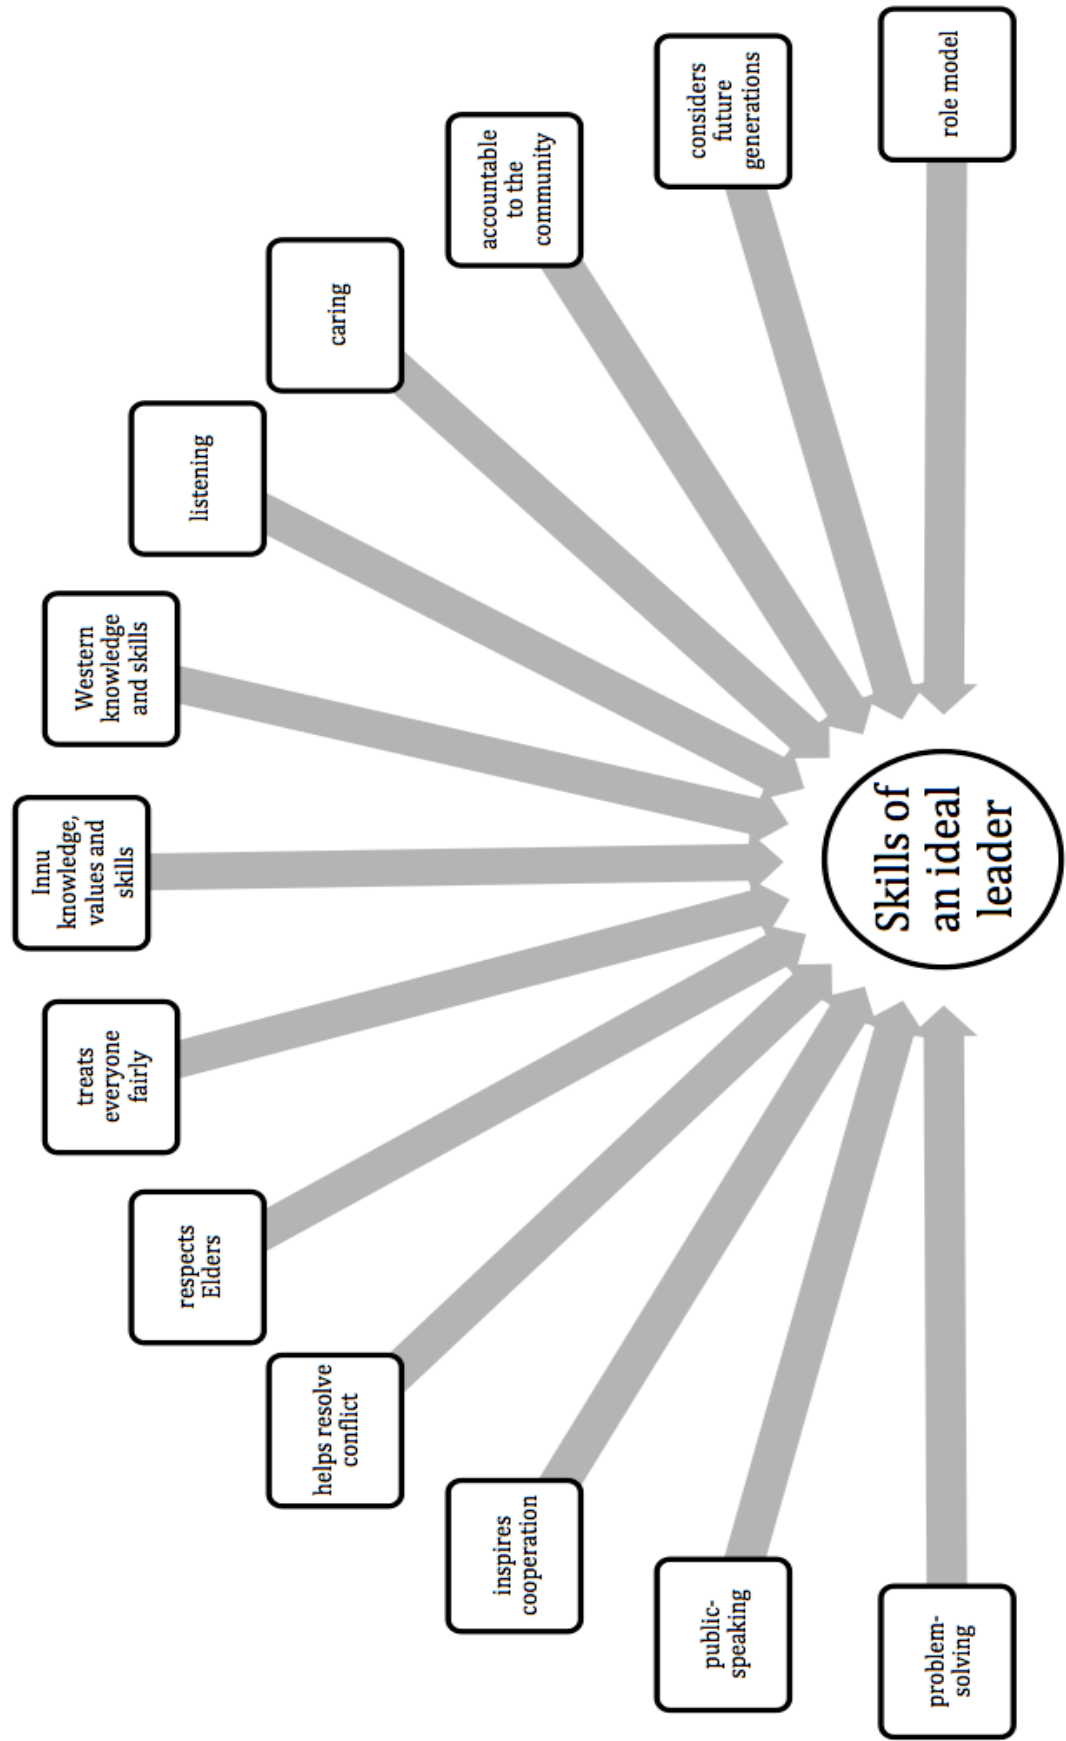 problem-
solving
public-
speaking
inspires
cooperation
helps resolve
conflict
respects
Elders
treats
everyone
fairly
Innu
knowledge,
values and
skills
Western
knowledge
and skills
listening
caring
accountable
to the
community
considers
future
generations
role model
Skills of
an ideal
leader